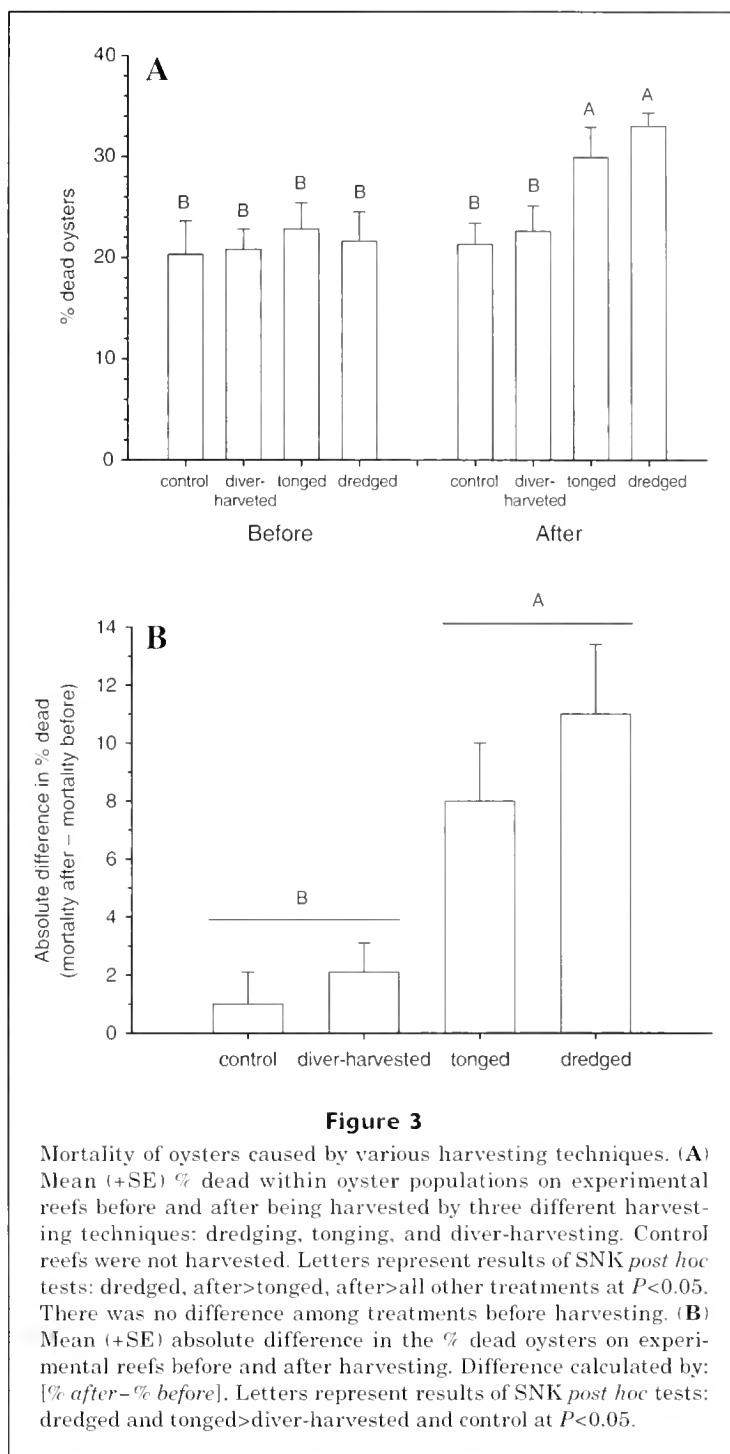 A
40
30
20
10
0
% dead oysters
B
B
B
B
B
B
A
A
control
diver-
harveted
tonged
dredged
control
diver-
harveted
tonged
dredged
Before
After
B
14
12
10
8
6
4
2
0
Absolute difference in % dead
(mortality after – mortality before)
B
A
control
diver-harvested
tonged
dredged
Figure 3
Mortality of oysters caused by various harvesting techniques. (A)
Mean (+SE) % dead within oyster populations on experimental
reefs before and after being harvested by three different harvest-
ing techniques: dredging, tonging, and diver-harvesting. Control
reefs were not harvested. Letters represent results of SNK post hoc
tests: dredged, after>tonged, after>all other treatments at P<0.05.
There was no difference among treatments before harvesting. (B)
Mean (+SE) absolute difference in the % dead oysters on experi-
mental reefs before and after harvesting. Difference calculated by:
[% after–% before]. Letters represent results of SNK post hoc tests:
dredged and tonged>diver-harvested and control at P<0.05.